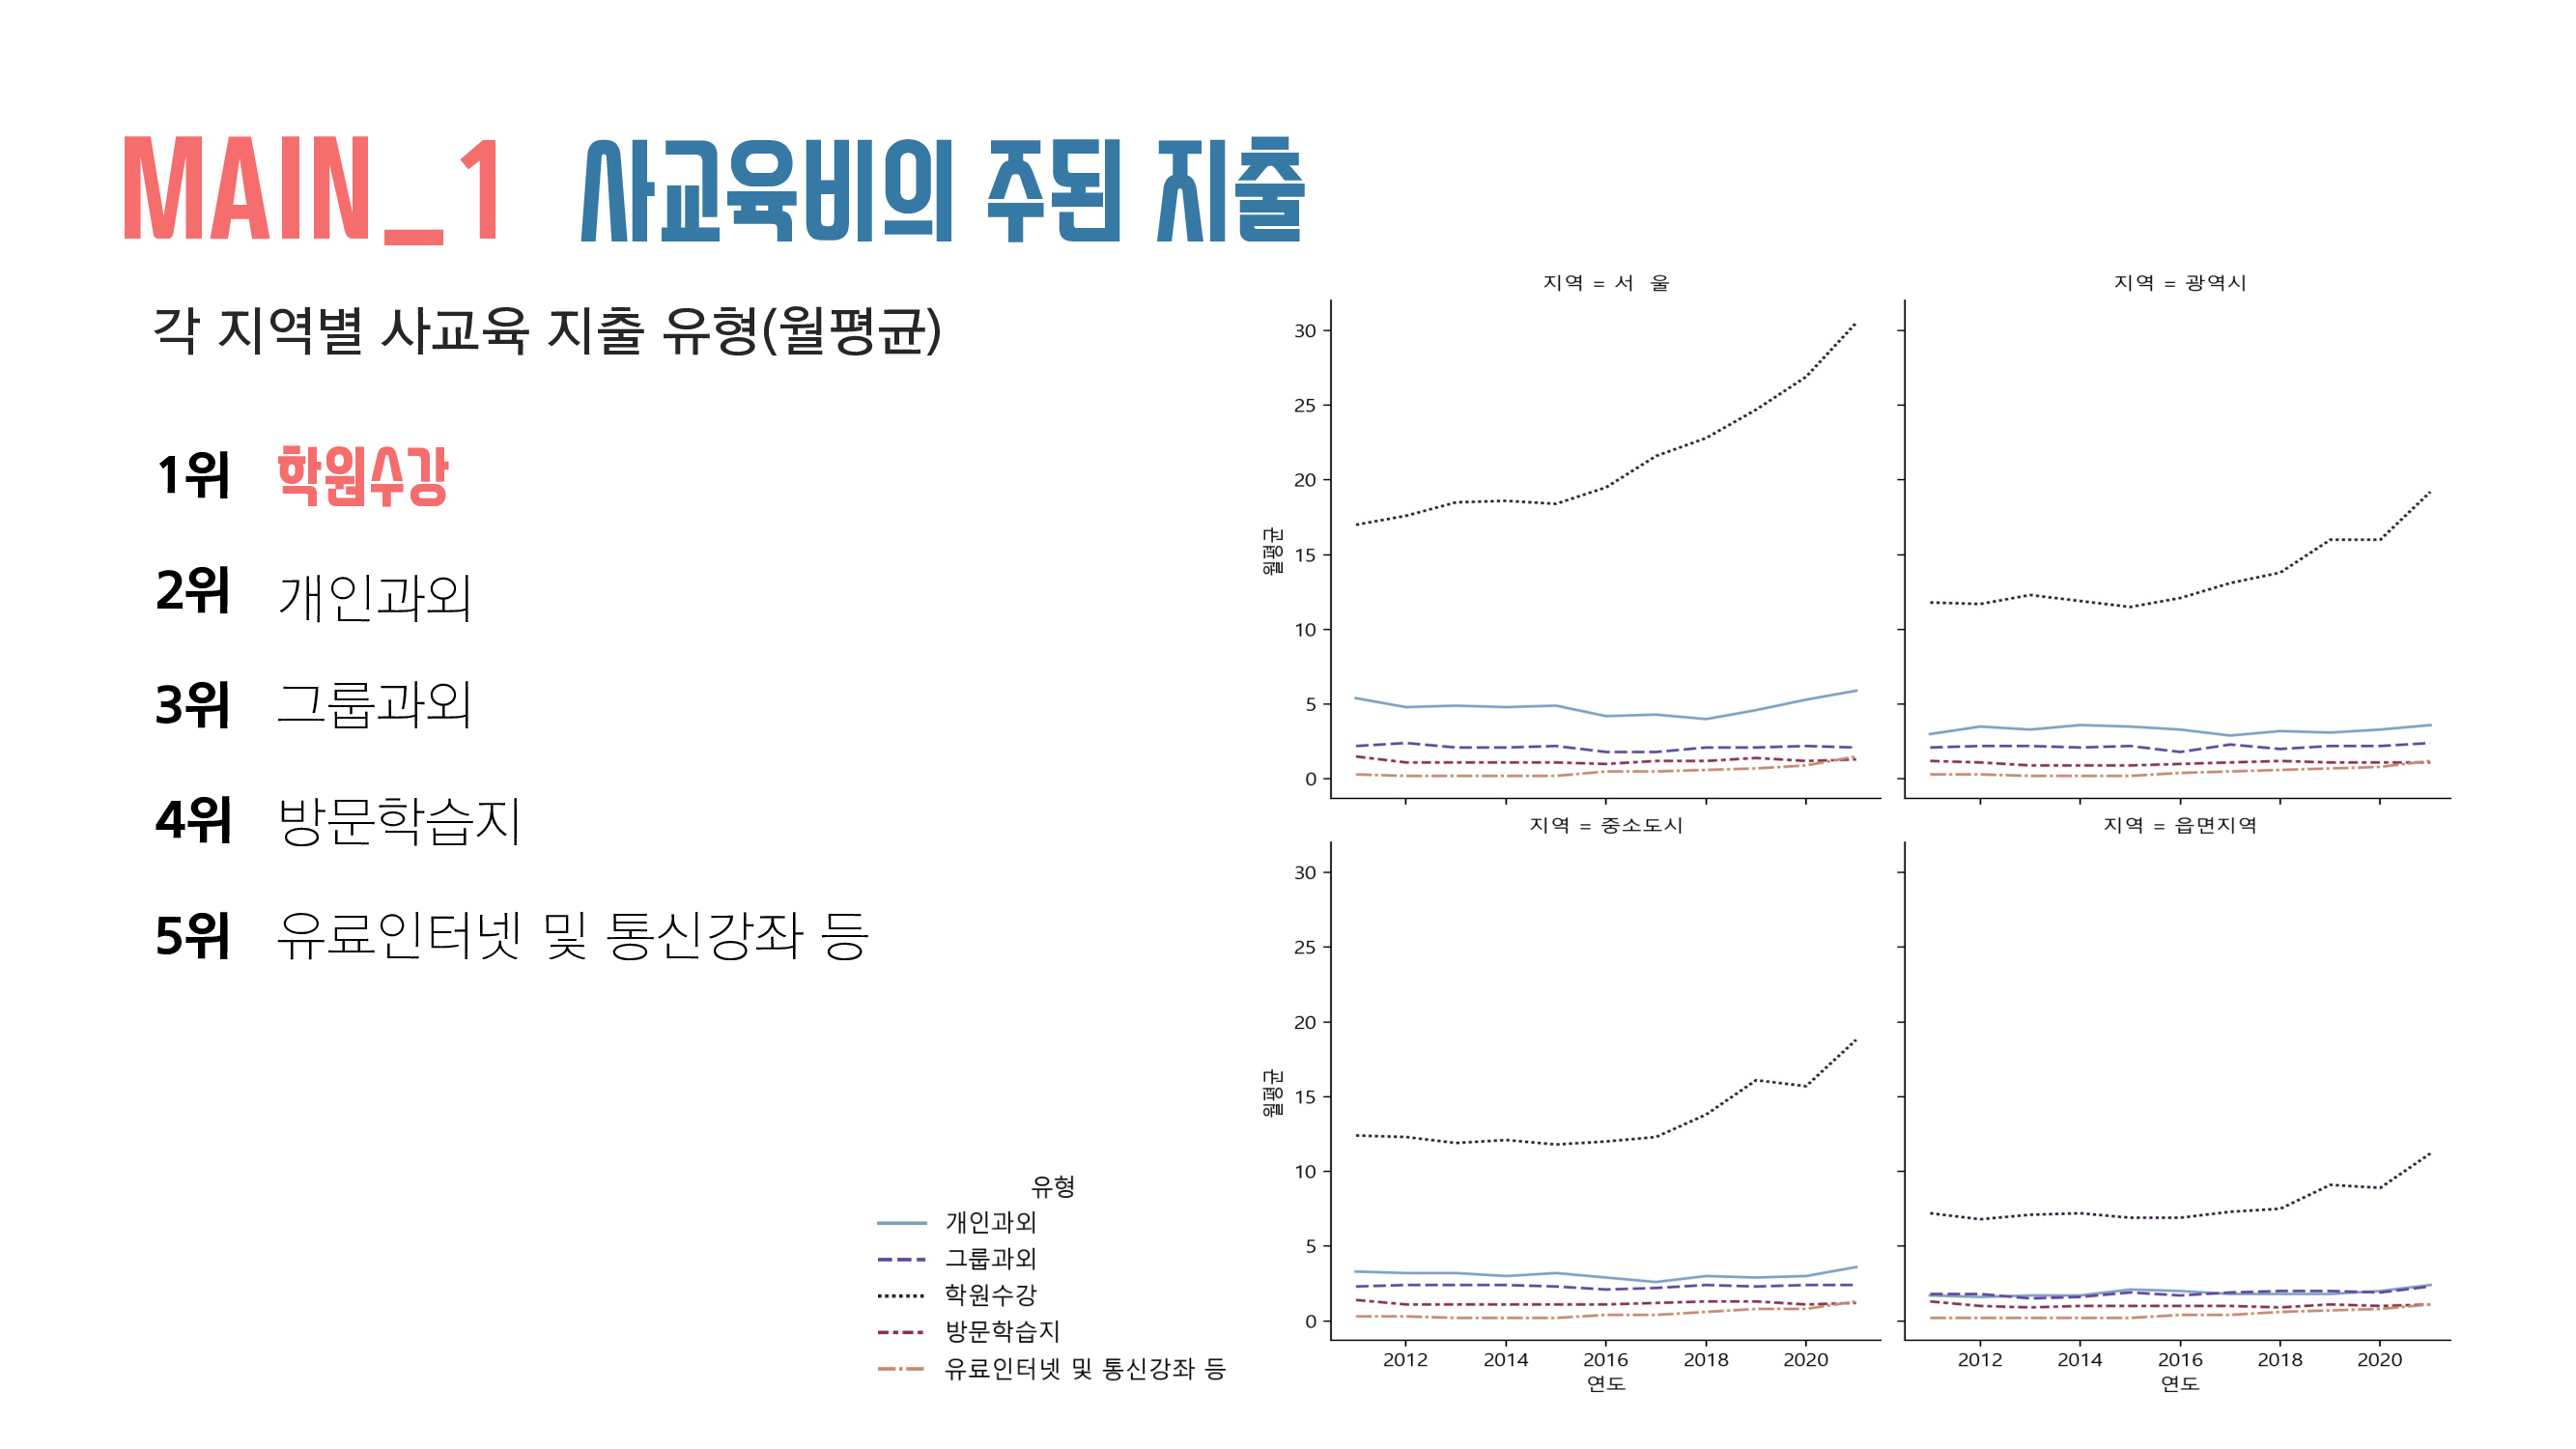 MAIN_1 사교육비의 주된 지출
각 지역별 사교육 지출 유형(월평균)
1위 학원수강
2위 개인과외
3위 그룹과외
4위 방문학습지
5위 유료인터넷 및 통신강좌 등
유형
개인과외
그룹과외
학원수강
방문학습지
유료인터넷 및 통신강좌 등
지역 = 서 울
30
25
20
15
10
5
0
월평균
지역 = 광역시
지역 = 중소도시
30
25
20
15
10
5
0
월평균
2012 2014 2016 2018 2020
연도
지역 = 읍면지역
2012 2014 2016 2018 2020
연도